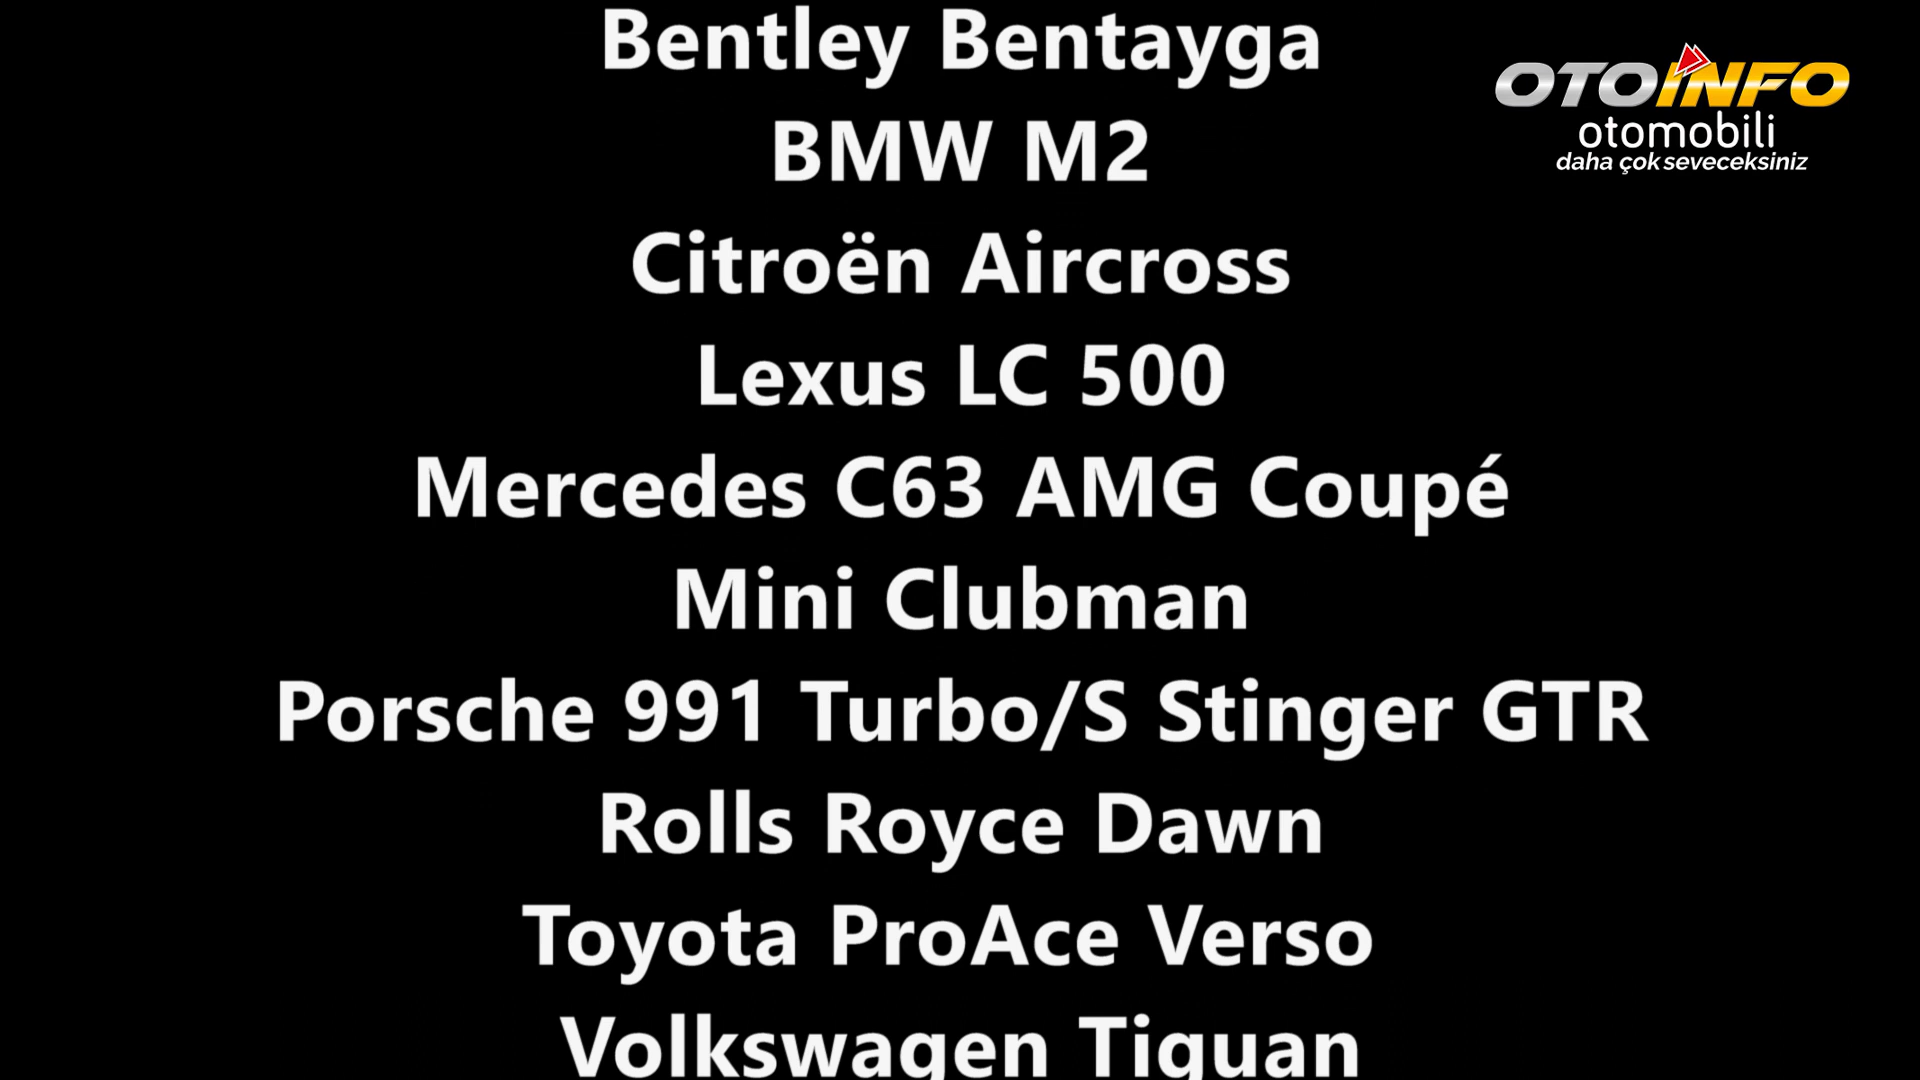 Bentley Bentayga
BMW M2
Citroën Aircross
Lexus LC 500
Mercedes C63 AMG Coupé
Mini Clubman
Porsche 991 Turbo/S Stinger GTR
Rolls Royce Dawn
Toyota ProAce Verso
Volkswagen Tiguan
OTOINFO
otomobili
daha çok seveceksiniz